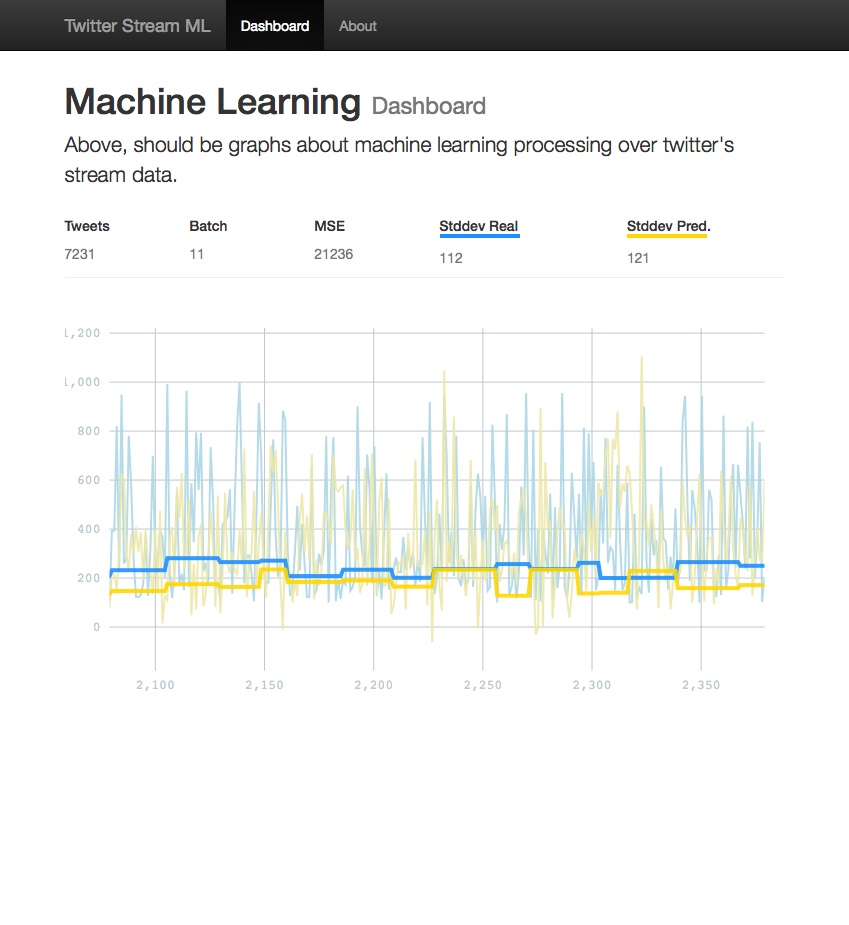 Twitter Stream ML Dashboard About
Machine Learning Dashboard
Above, should be graphs about machine learning processing over twitter's
stream data.
Tweets Batch MSE Stddev Real Stddev Pred.
7231 11 21236 112 121
1,200
1,000
800
600
400
200
0
2,100 2,150 2,200 2,250 2,300 2,350